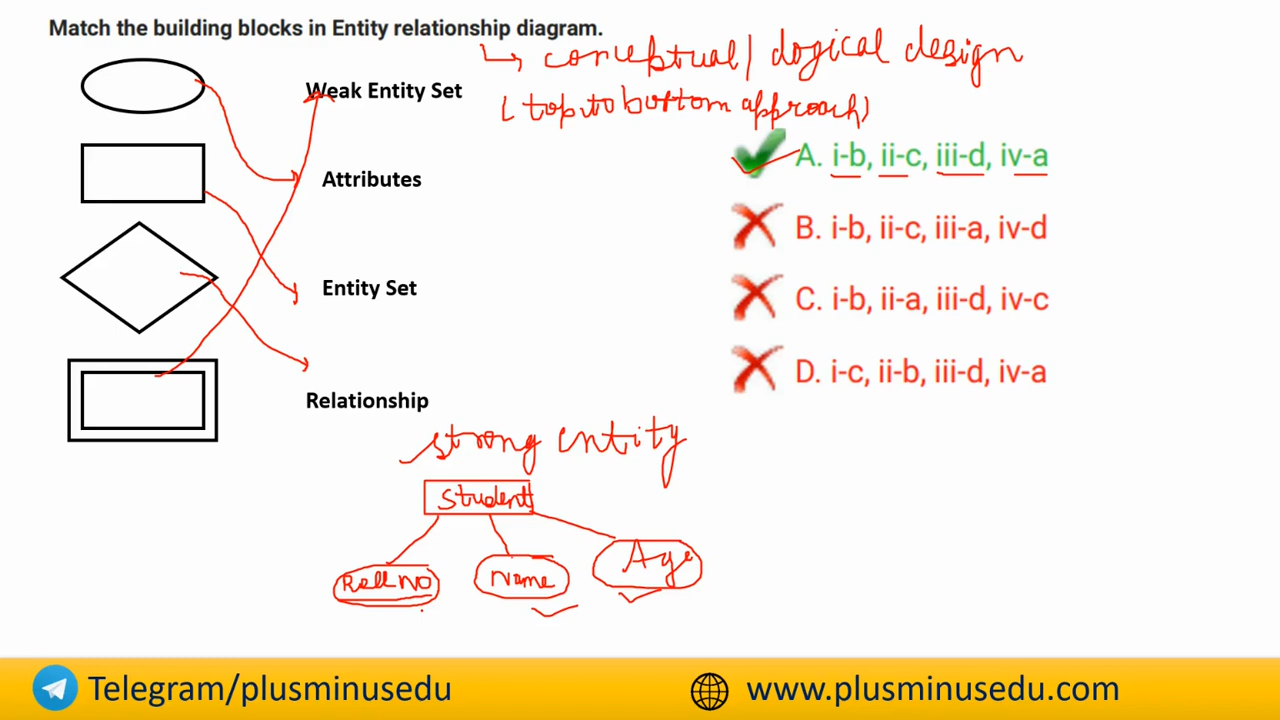 Match the building blocks in Entity relationship diagram.
↳ conceptual/ logical design
(top to bottom approach)
Weak Entity Set
Attributes
Entity Set
Relationship
A. i-b, ii-c, iii-d, iv-a
B. i-b, ii-c, iii-a, iv-d
C. i-b, ii-a, iii-d, iv-c
D. i-c, ii-b, iii-d, iv-a
strong entity
Student
Roll NO
Name
Age
Telegram/plusminusedu
www.plusminusedu.com